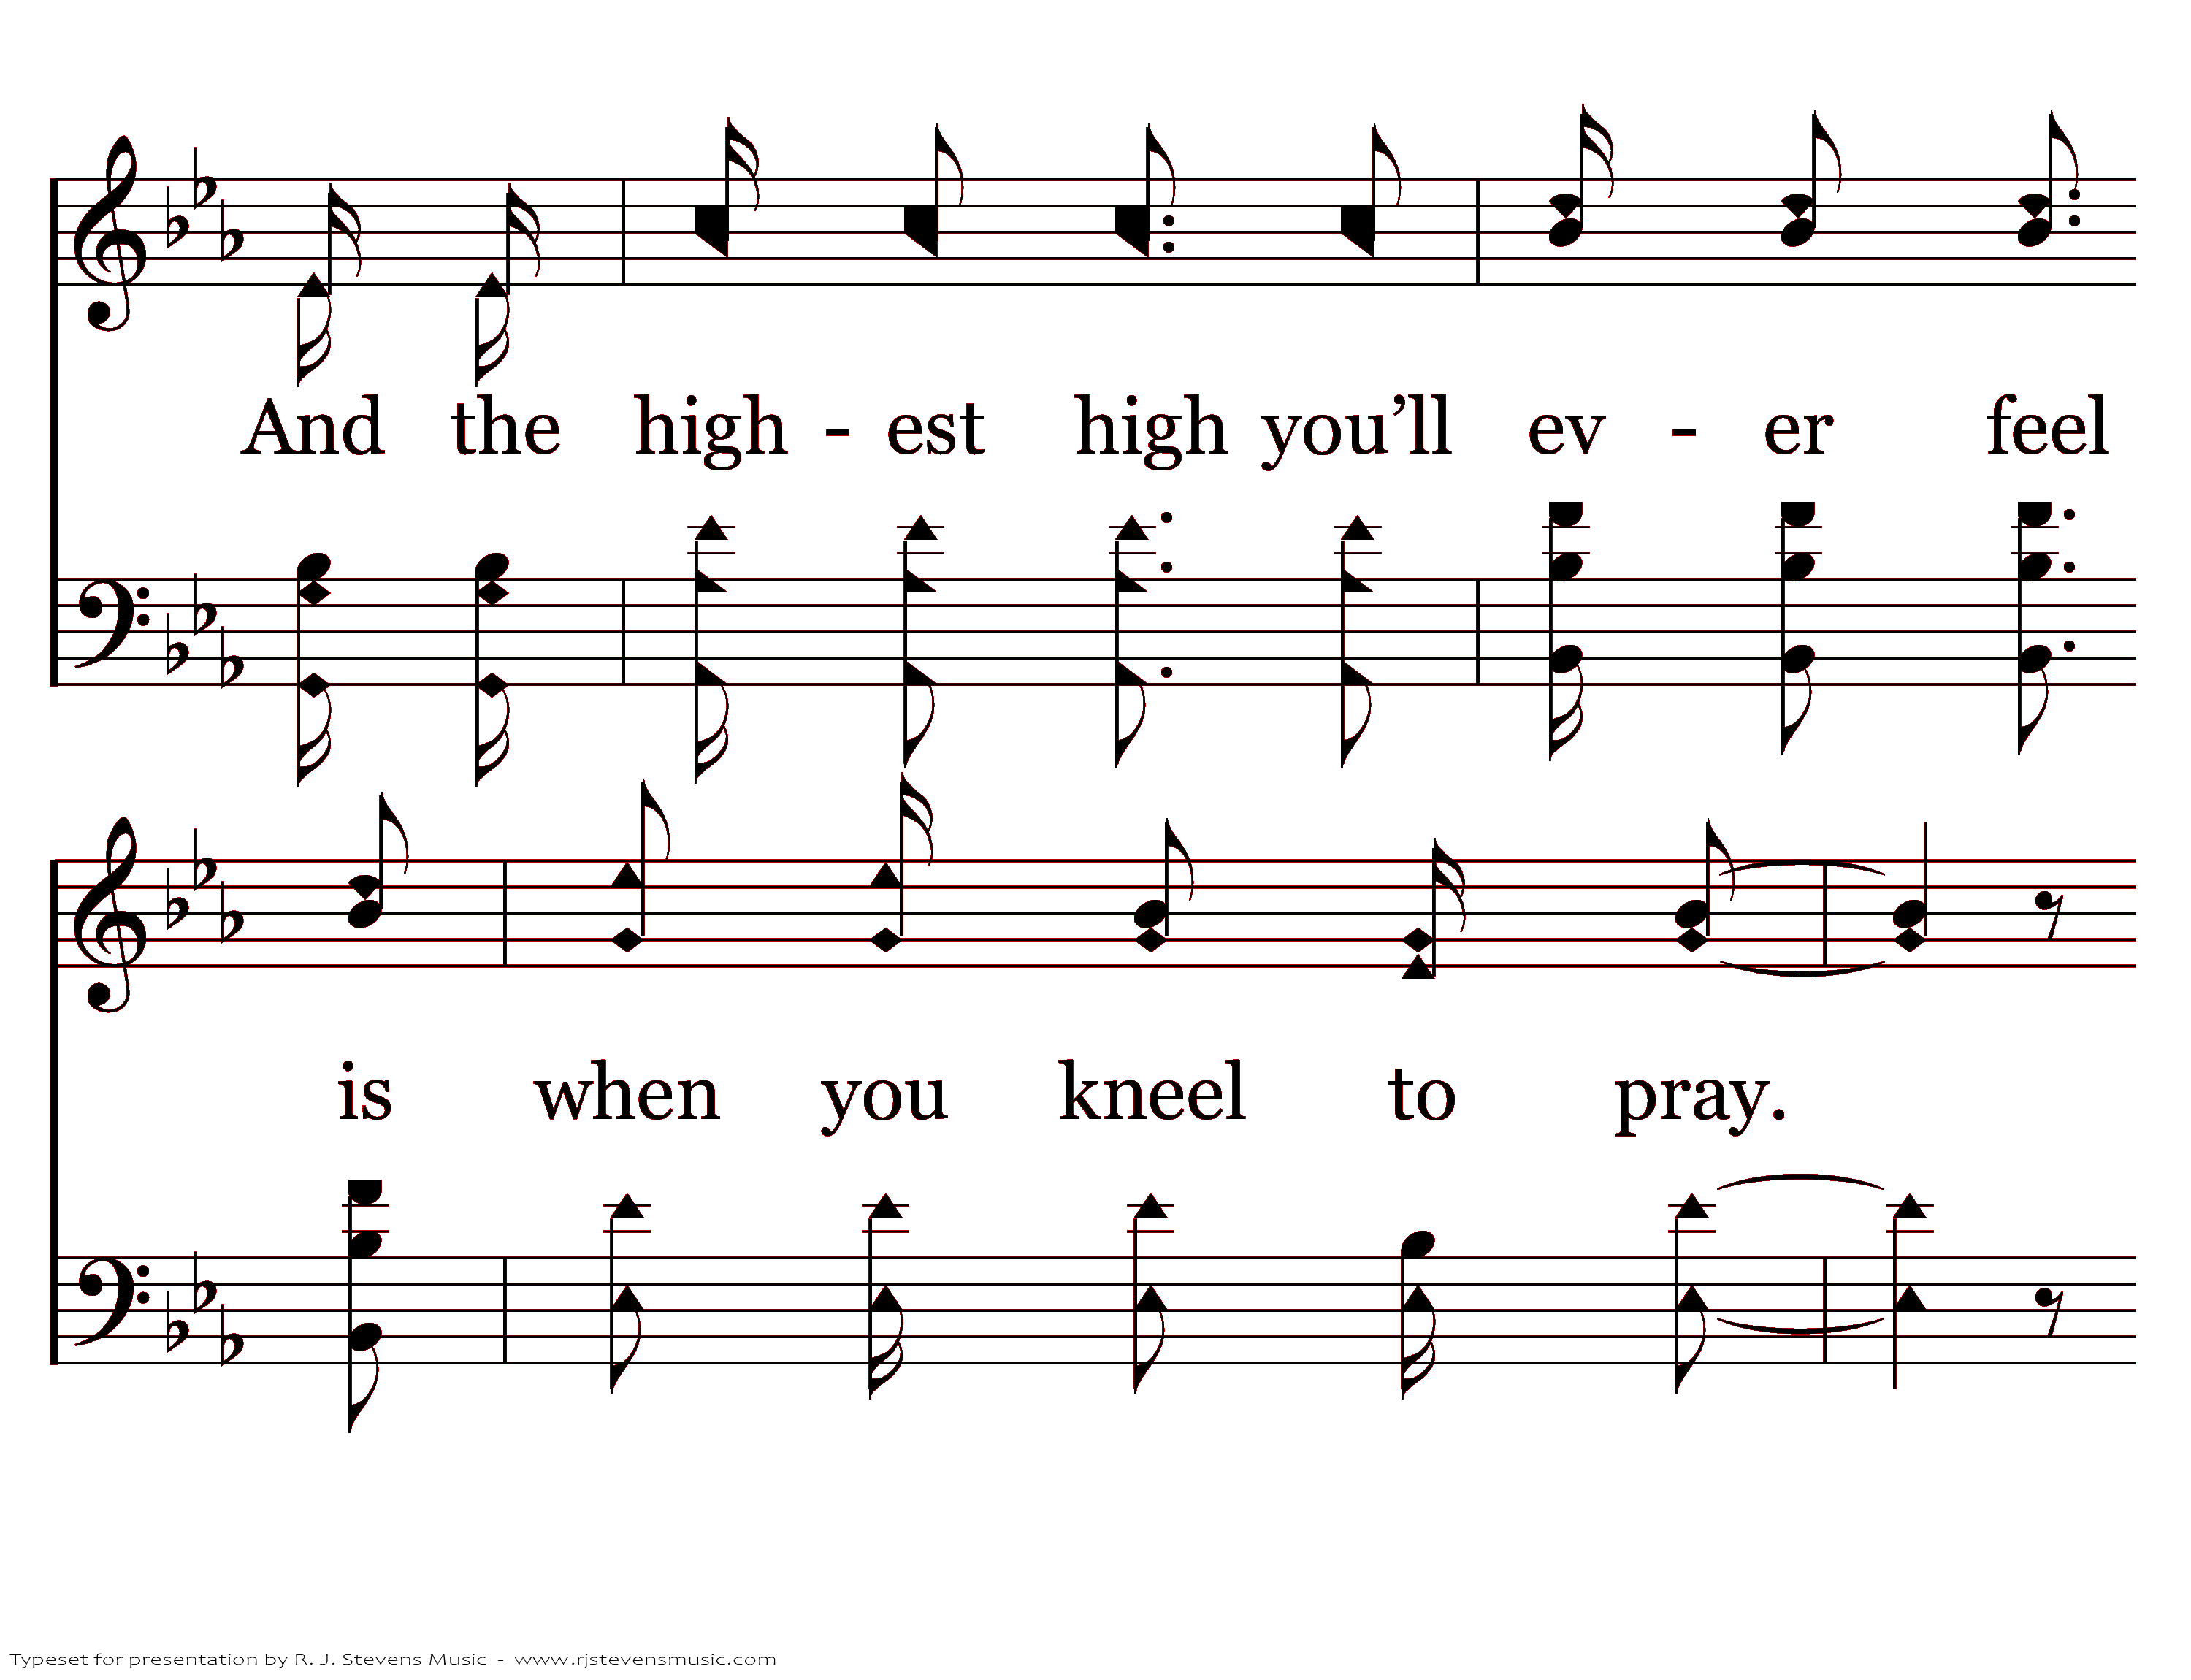 And the high - est high you’ll ev - er feel
is when you kneel to pray.
Typeset for presentation by R. J. Stevens Music - www.rjstevensmusic.com